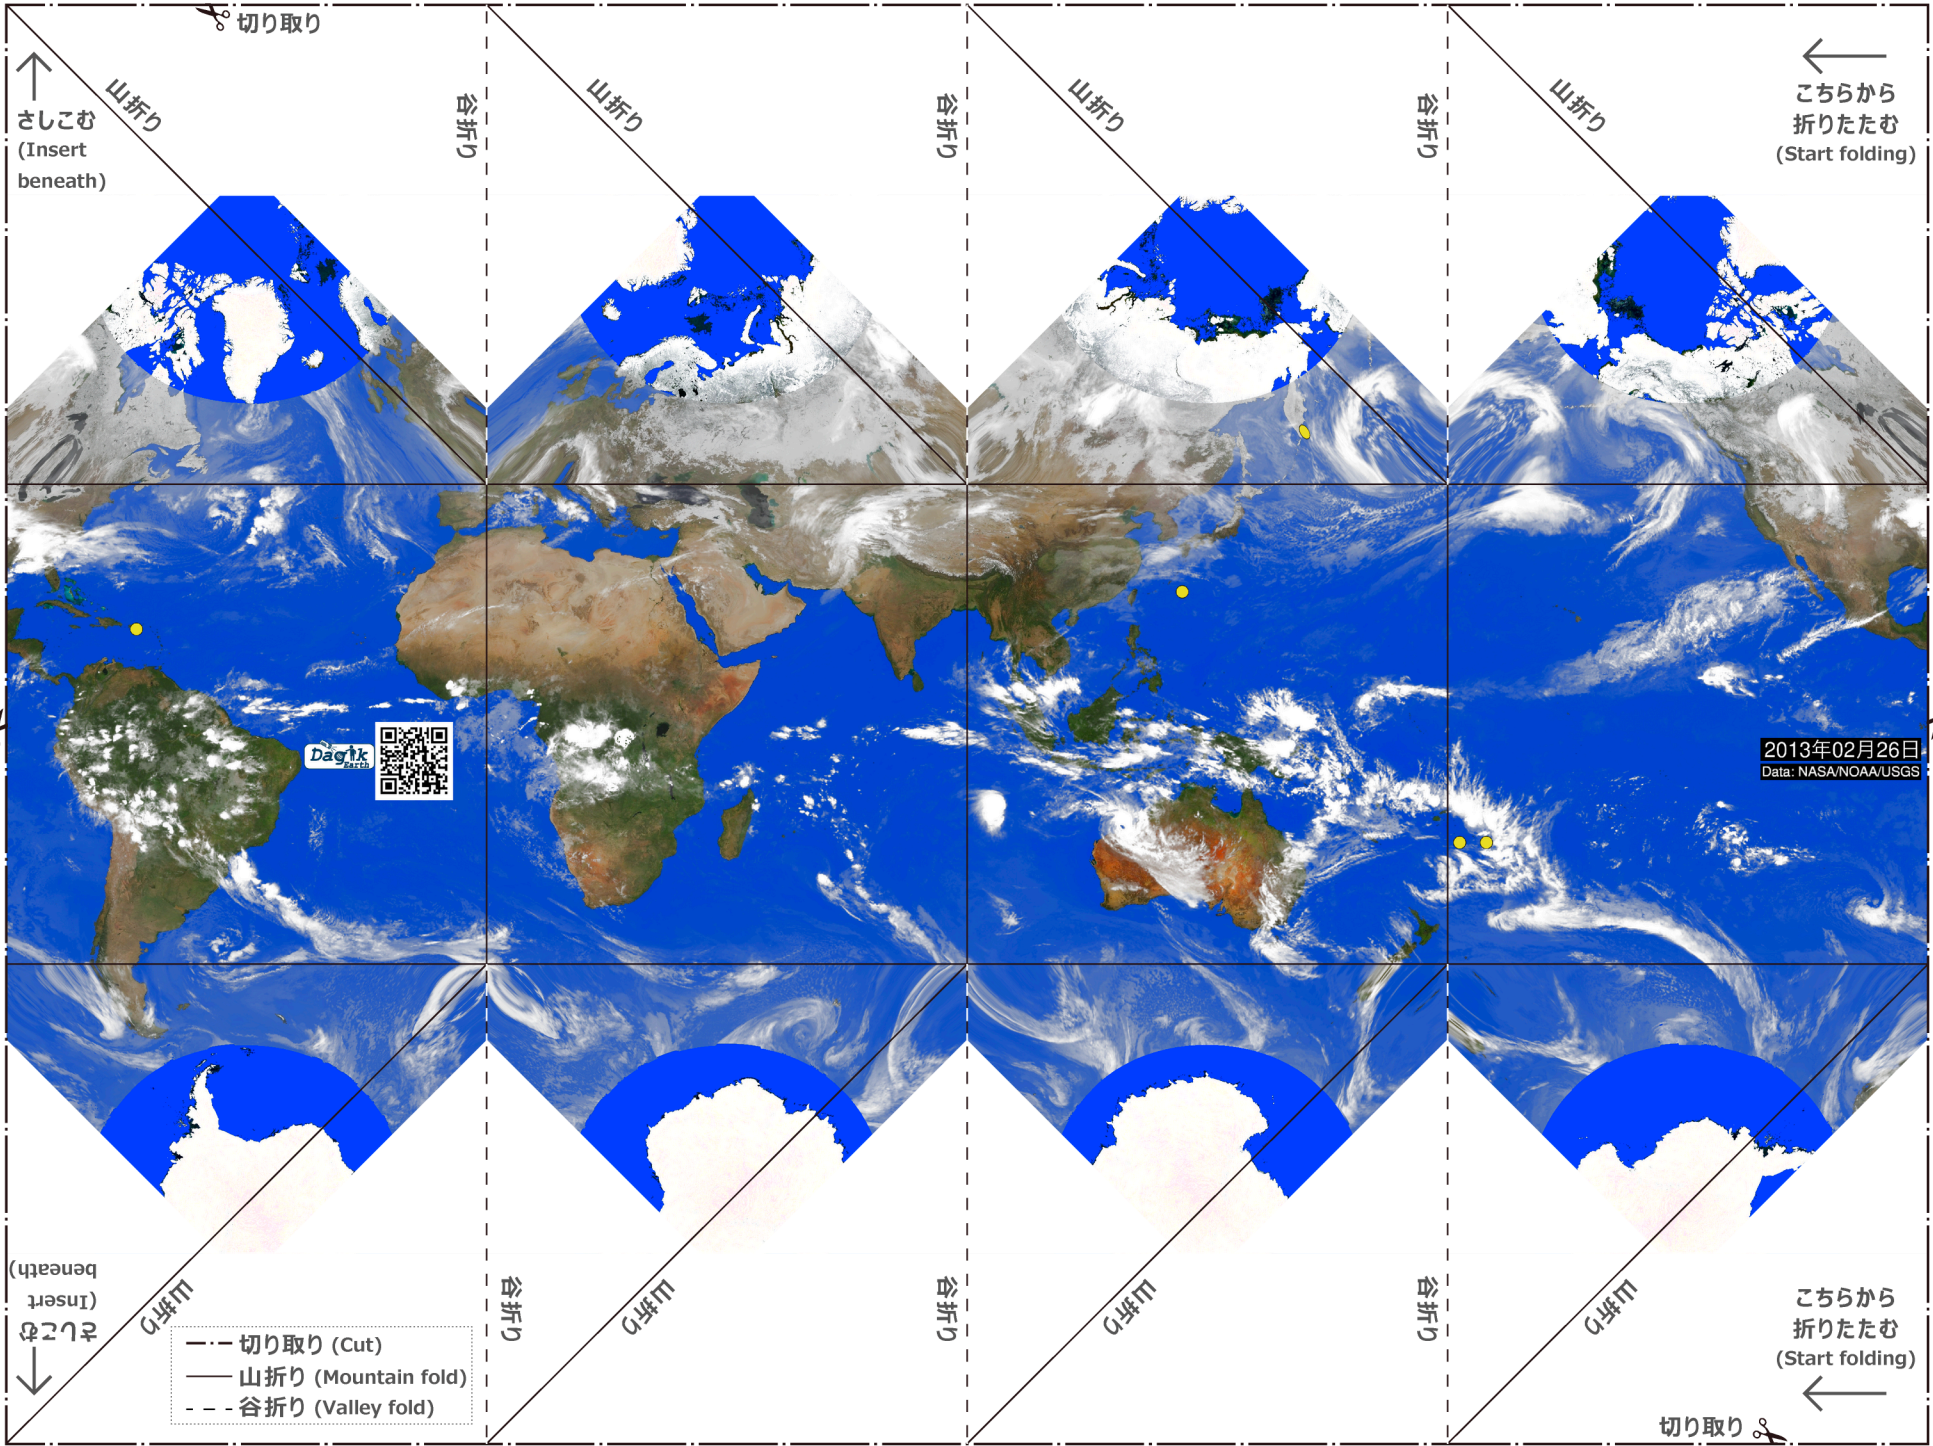 切り取り
山折り
谷折り
山折り
谷折り
山折り
谷折り
山折り
さしこむ
(Insert
beneath)
こちらから
折りたたむ
(Start folding)
Dagik
Earth
2013年02月26日
Data: NASA/NOAA/USGS
さしこむ
(Insert
beneath)
山折り
谷折り
山折り
谷折り
山折り
谷折り
山折り
こちらから
折りたたむ
(Start folding)
切り取り (Cut)
山折り (Mountain fold)
谷折り (Valley fold)
切り取り